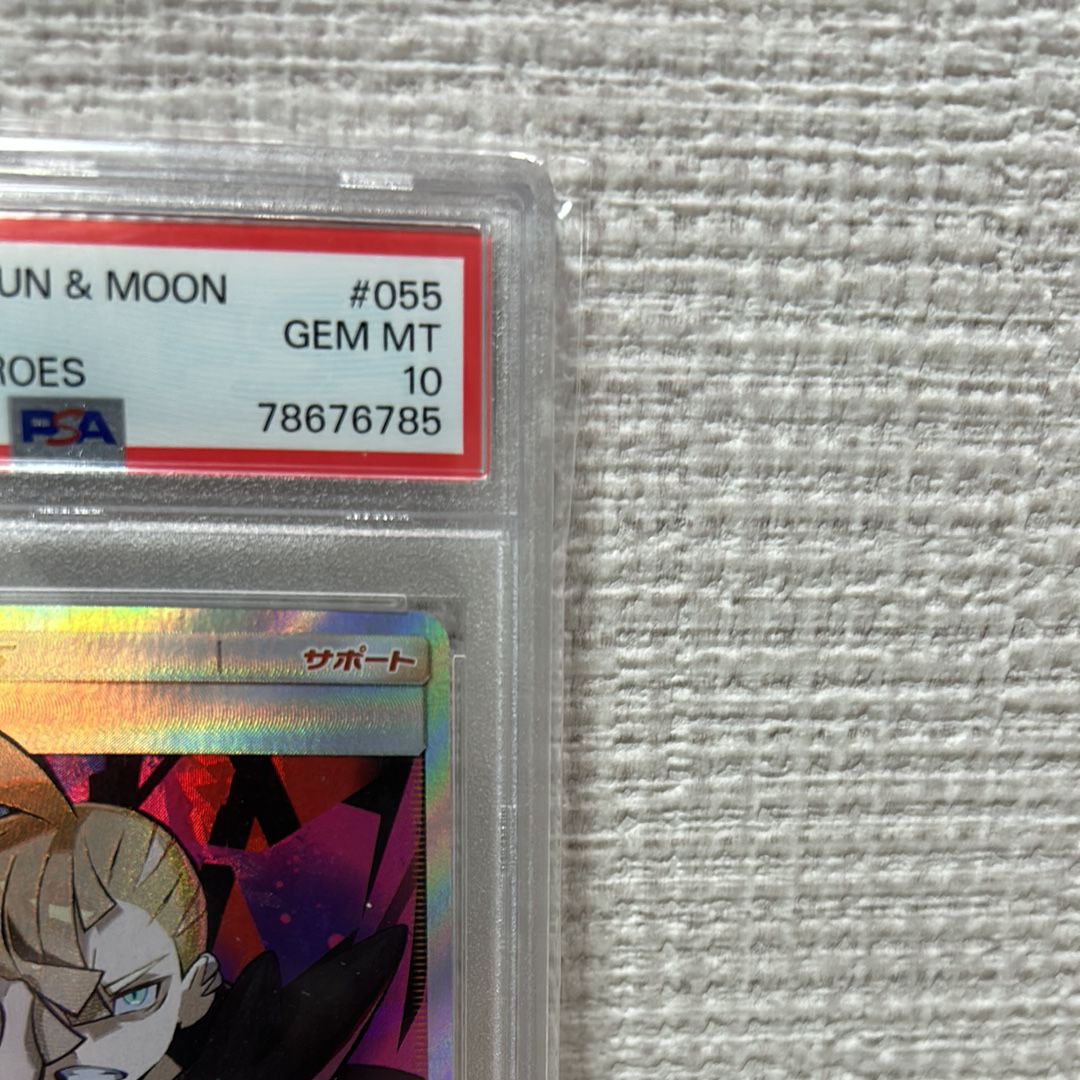 UN & MOON #055
GEM MT
ROES 10
PSA 78676785
サポート